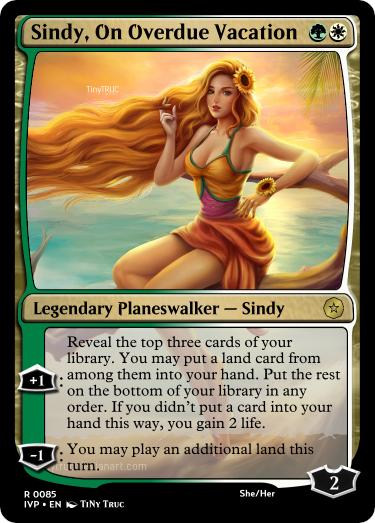 Sindy, On Overdue Vacation
TinyTRUC
Legendary Planeswalker — Sindy
Reveal the top three cards of your
library. You may put a land card from
among them into your hand. Put the rest
+1: on the bottom of your library in any
order. If you didn't put a card into your
hand this way, you gain 2 life.
-1: You may play an additional land this
turn.
2
R 0085
She/Her
IVP • EN TiNy Truc